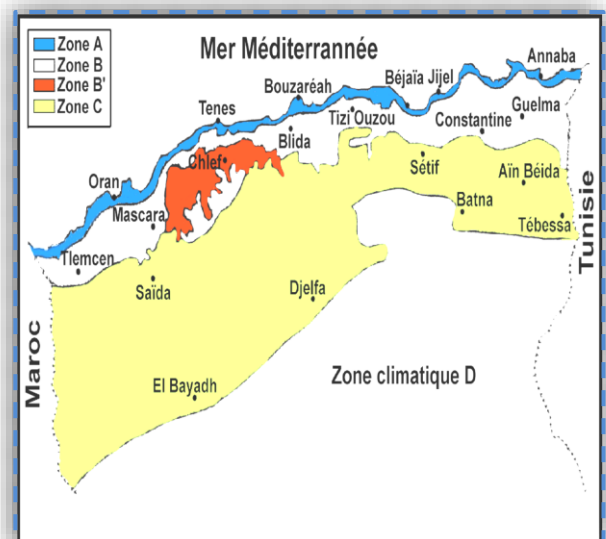 Zone A
Zone B
Zone B'
Zone C
Mer Méditerrannée
Annaba
Bouzaréah
Béjaïa Jijel
Tenes
Tizi Ouzou
Guelma
Constantine
Blida
Chlef
Sétif
Aïn Béida
Oran
Mascara
Batna
Tébessa
Tunisie
Tlemcen
Saïda
Djelfa
Maroc
El Bayadh
Zone climatique D